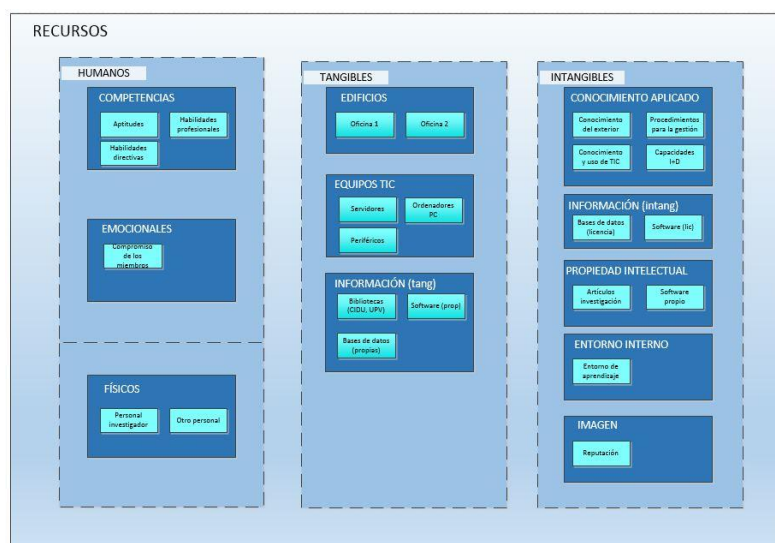 RECURSOS
HUMANOS
COMPETENCIAS
Aptitudes
Habilidades
profesionales
Habilidades
directivas
EMOCIONALES
Compromiso
de los
miembros
FÍSICOS
Personal
investigador
Otro personal
TANGIBLES
EDIFICIOS
Oficina 1
Oficina 2
EQUIPOS TIC
Servidores
Ordenadores
PC
Periféricos
INFORMACIÓN (tang)
Bibliotecas
(CIDU, UPV)
Software (prop)
Bases de datos
(propias)
INTANGIBLES
CONOCIMIENTO APLICADO
Conocimiento
del exterior
Procedimientos
para la gestión
Conocimiento
y uso de TIC
Capacidades
I+D
INFORMACIÓN (intang)
Bases de datos
(licencia)
Software (lic)
PROPIEDAD INTELECTUAL
Artículos
investigación
Software
propio
ENTORNO INTERNO
Entorno de
aprendizaje
IMAGEN
Reputación